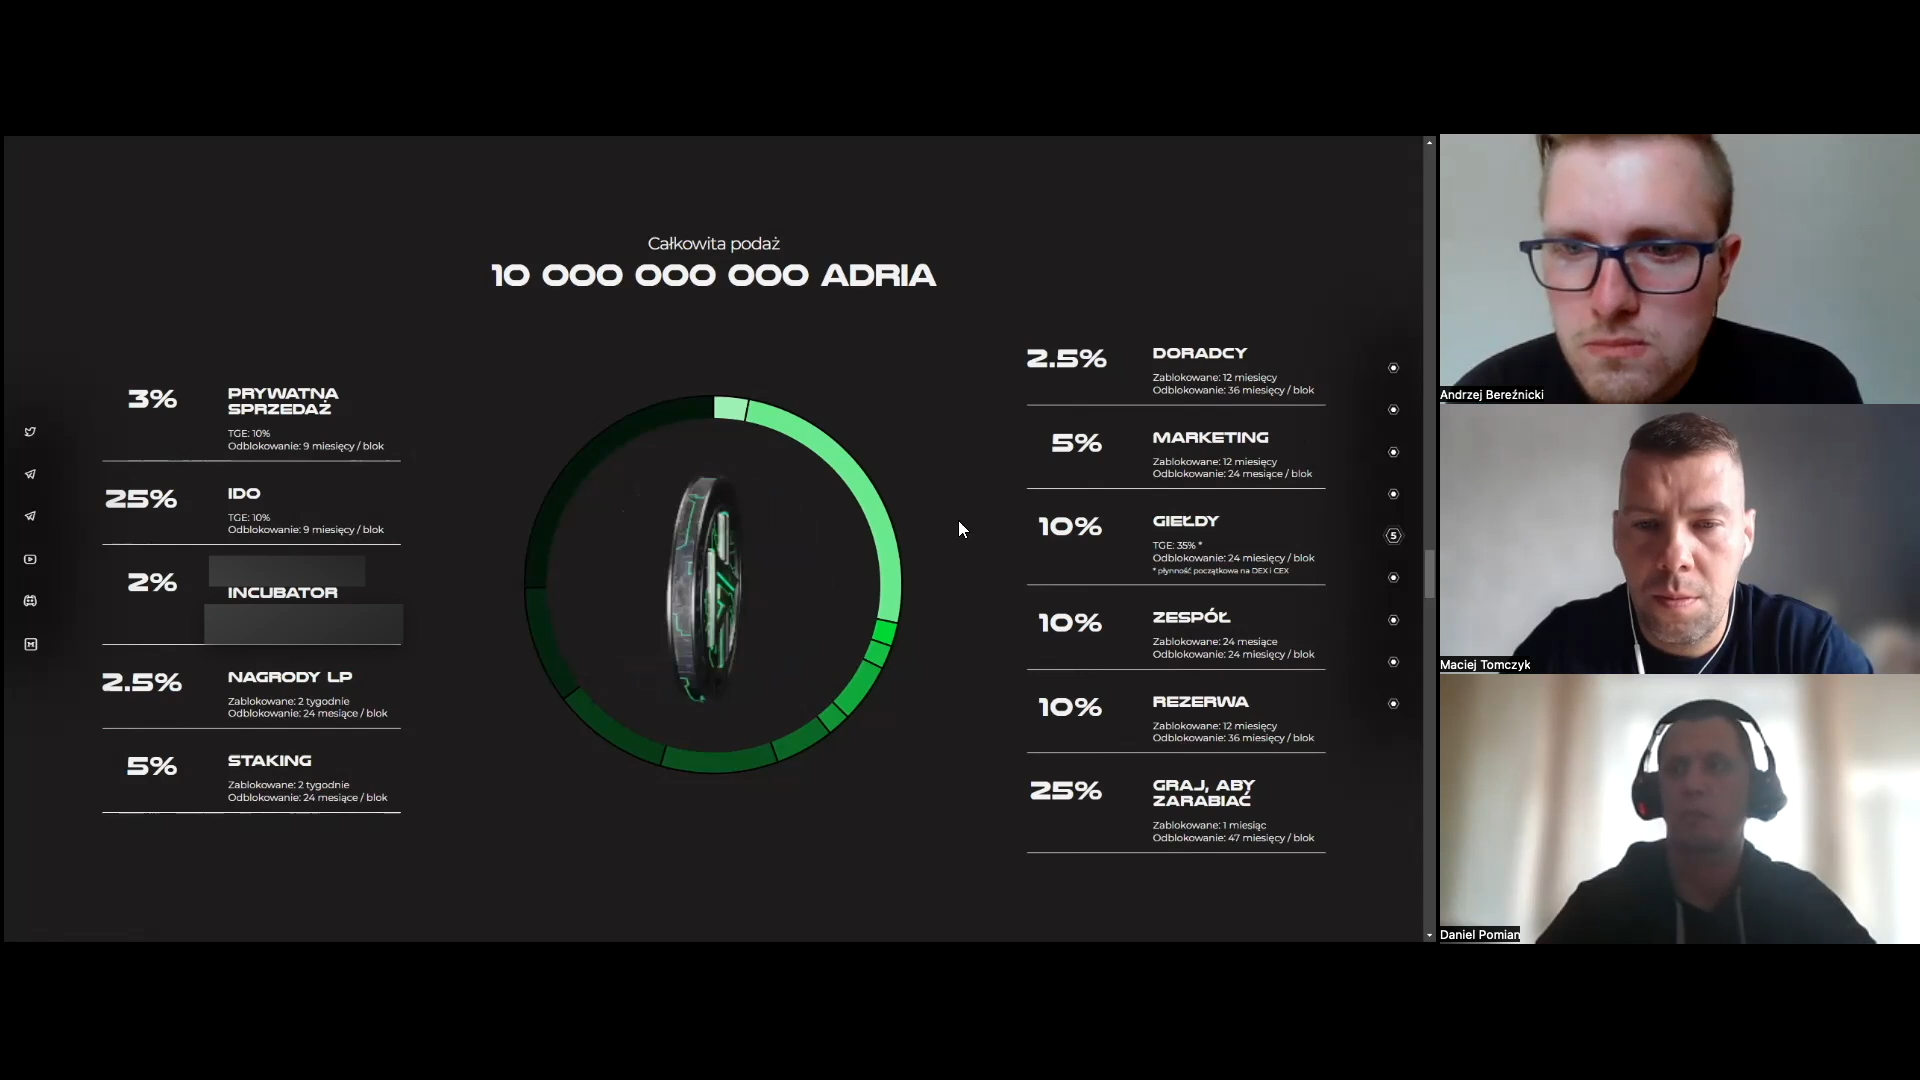 Całkowita podaż
10 000 000 000 ADRIA
3%
PRYWATNA
SPRZEDAŻ
TGE: 10%
Odblokowanie: 9 miesięcy / blok
25%
IDO
TGE: 10%
Odblokowanie: 9 miesięcy / blok
2%
INCUBATOR
2.5%
NAGRODY LP
Zablokowane: 2 tygodnie
Odblokowanie: 24 mesiące / blok
5%
STAKING
Zablokowane: 2 tygodnie
Odblokowanie: 24 mesiące / blok
2.5%
DORADCY
Zablokowane: 12 miesięcy
Odblokowanie: 36 miesięcy / blok
5%
MARKETING
Zablokowane: 12 miesięcy
Odblokowanie: 24 mesiące / blok
10%
GIEŁDY
TGE: 35% *
Odblokowanie: 24 miesięcy / blok
* płynność początkowa na DEX i CEX
10%
ZESPÓŁ
Zablokowane: 24 mesiące
Odblokowanie: 24 miesięcy / blok
10%
REZERWA
Zablokowane: 12 miesięcy
Odblokowanie: 36 miesięcy / blok
25%
GRAJ, ABY
ZARABIAĆ
Zablokowane: 1 miesiąc
Odblokowanie: 47 miesięcy / blok
5
Andrzej Bereźnicki
Maciej Tomczyk
Daniel Pomian